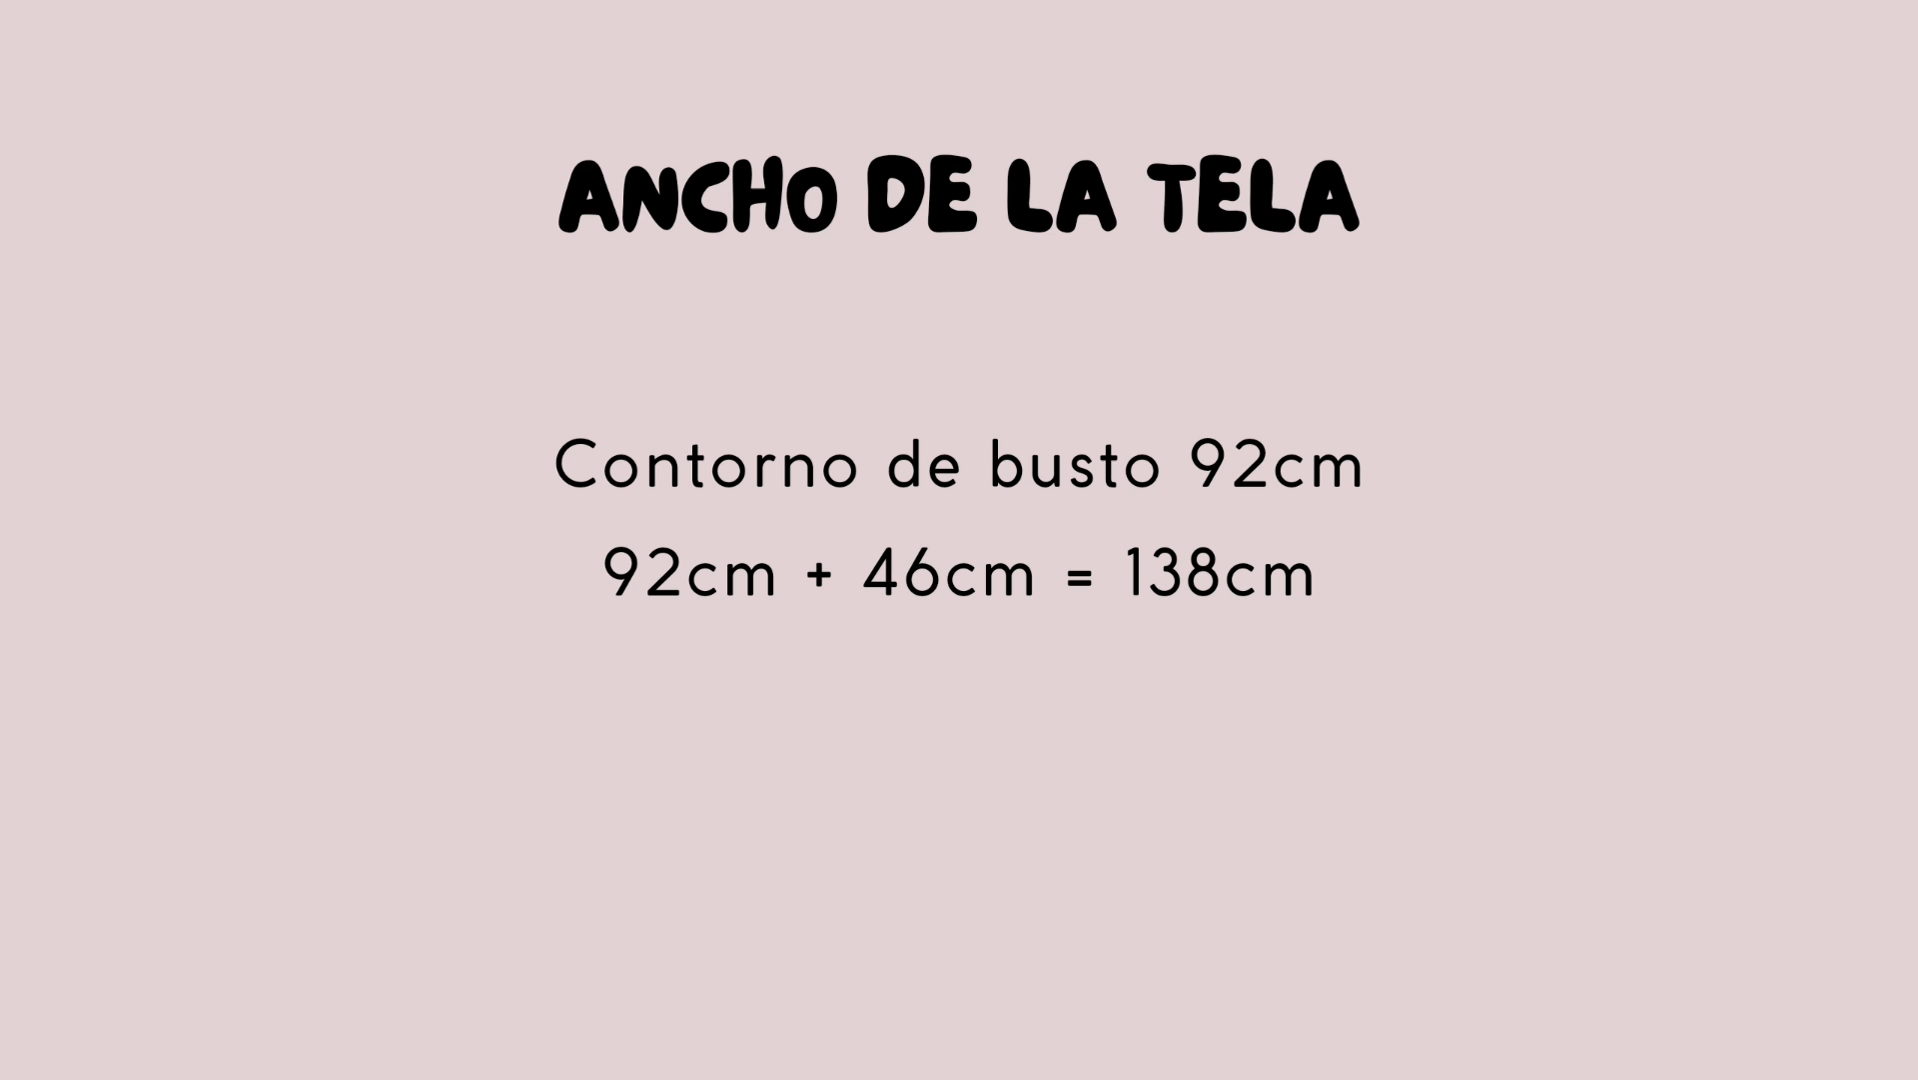 ANCHO DE LA TELA
Contorno de busto 92cm
92cm + 46cm = 138cm